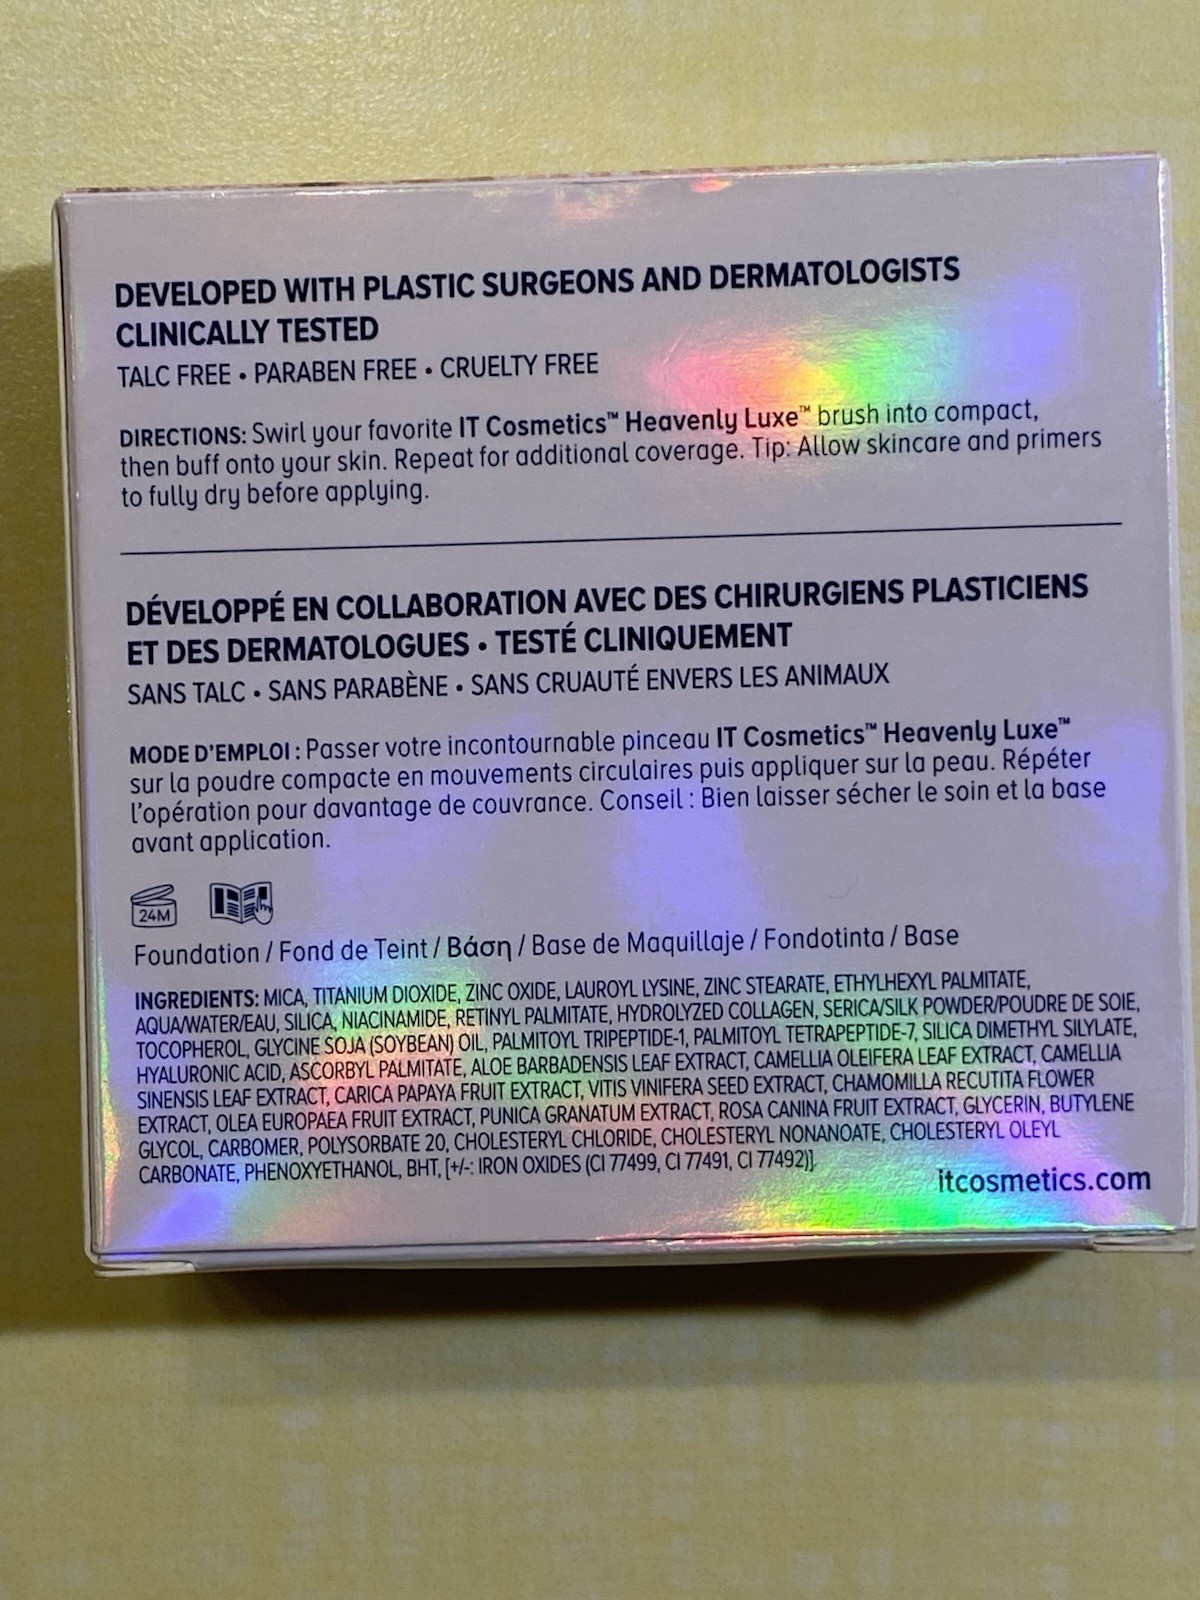 DEVELOPED WITH PLASTIC SURGEONS AND DERMATOLOGISTS
CLINICALLY TESTED
TALC FREE • PARABEN FREE • CRUELTY FREE
DIRECTIONS: Swirl your favorite IT Cosmetics™ Heavenly Luxe™ brush into compact,
then buff onto your skin. Repeat for additional coverage. Tip: Allow skincare and primers
to fully dry before applying.
DÉVELOPPÉ EN COLLABORATION AVEC DES CHIRURGIENS PLASTICIENS
ET DES DERMATOLOGUES • TESTÉ CLINIQUEMENT
SANS TALC • SANS PARABÈNE • SANS CRUAUTÉ ENVERS LES ANIMAUX
MODE D'EMPLOI : Passer votre incontournable pinceau IT Cosmetics™ Heavenly Luxe™
sur la poudre compacte en mouvements circulaires puis appliquer sur la peau. Répéter
l'opération pour davantage de couvrance. Conseil : Bien laisser sécher le soin et la base
avant application.
24M
Foundation / Fond de Teint / Βάση / Base de Maquillaje / Fondotinta / Base
INGREDIENTS: MICA, TITANIUM DIOXIDE, ZINC OXIDE, LAUROYL LYSINE, ZINC STEARATE, ETHYLHEXYL PALMITATE,
AQUA/WATER/EAU, SILICA, NIACINAMIDE, RETINYL PALMITATE, HYDROLYZED COLLAGEN, SERICA/SILK POWDER/POUDRE DE SOIE,
TOCOPHEROL, GLYCINE SOJA (SOYBEAN) OIL, PALMITOYL TRIPEPTIDE-1, PALMITOYL TETRAPEPTIDE-7, SILICA DIMETHYL SILYLATE,
HYALURONIC ACID, ASCORBYL PALMITATE, ALOE BARBADENSIS LEAF EXTRACT, CAMELLIA OLEIFERA LEAF EXTRACT, CAMELLIA
SINENSIS LEAF EXTRACT, CARICA PAPAYA FRUIT EXTRACT, VITIS VINIFERA SEED EXTRACT, CHAMOMILLA RECUTITA FLOWER
EXTRACT, OLEA EUROPAEA FRUIT EXTRACT, PUNICA GRANATUM EXTRACT, ROSA CANINA FRUIT EXTRACT, GLYCERIN, BUTYLENE
GLYCOL, CARBOMER, POLYSORBATE 20, CHOLESTERYL CHLORIDE, CHOLESTERYL NONANOATE, CHOLESTERYL OLEYL
CARBONATE, PHENOXYETHANOL, BHT, [+/-: IRON OXIDES (CI 77499, CI 77491, CI 77492)]
itcosmetics.com